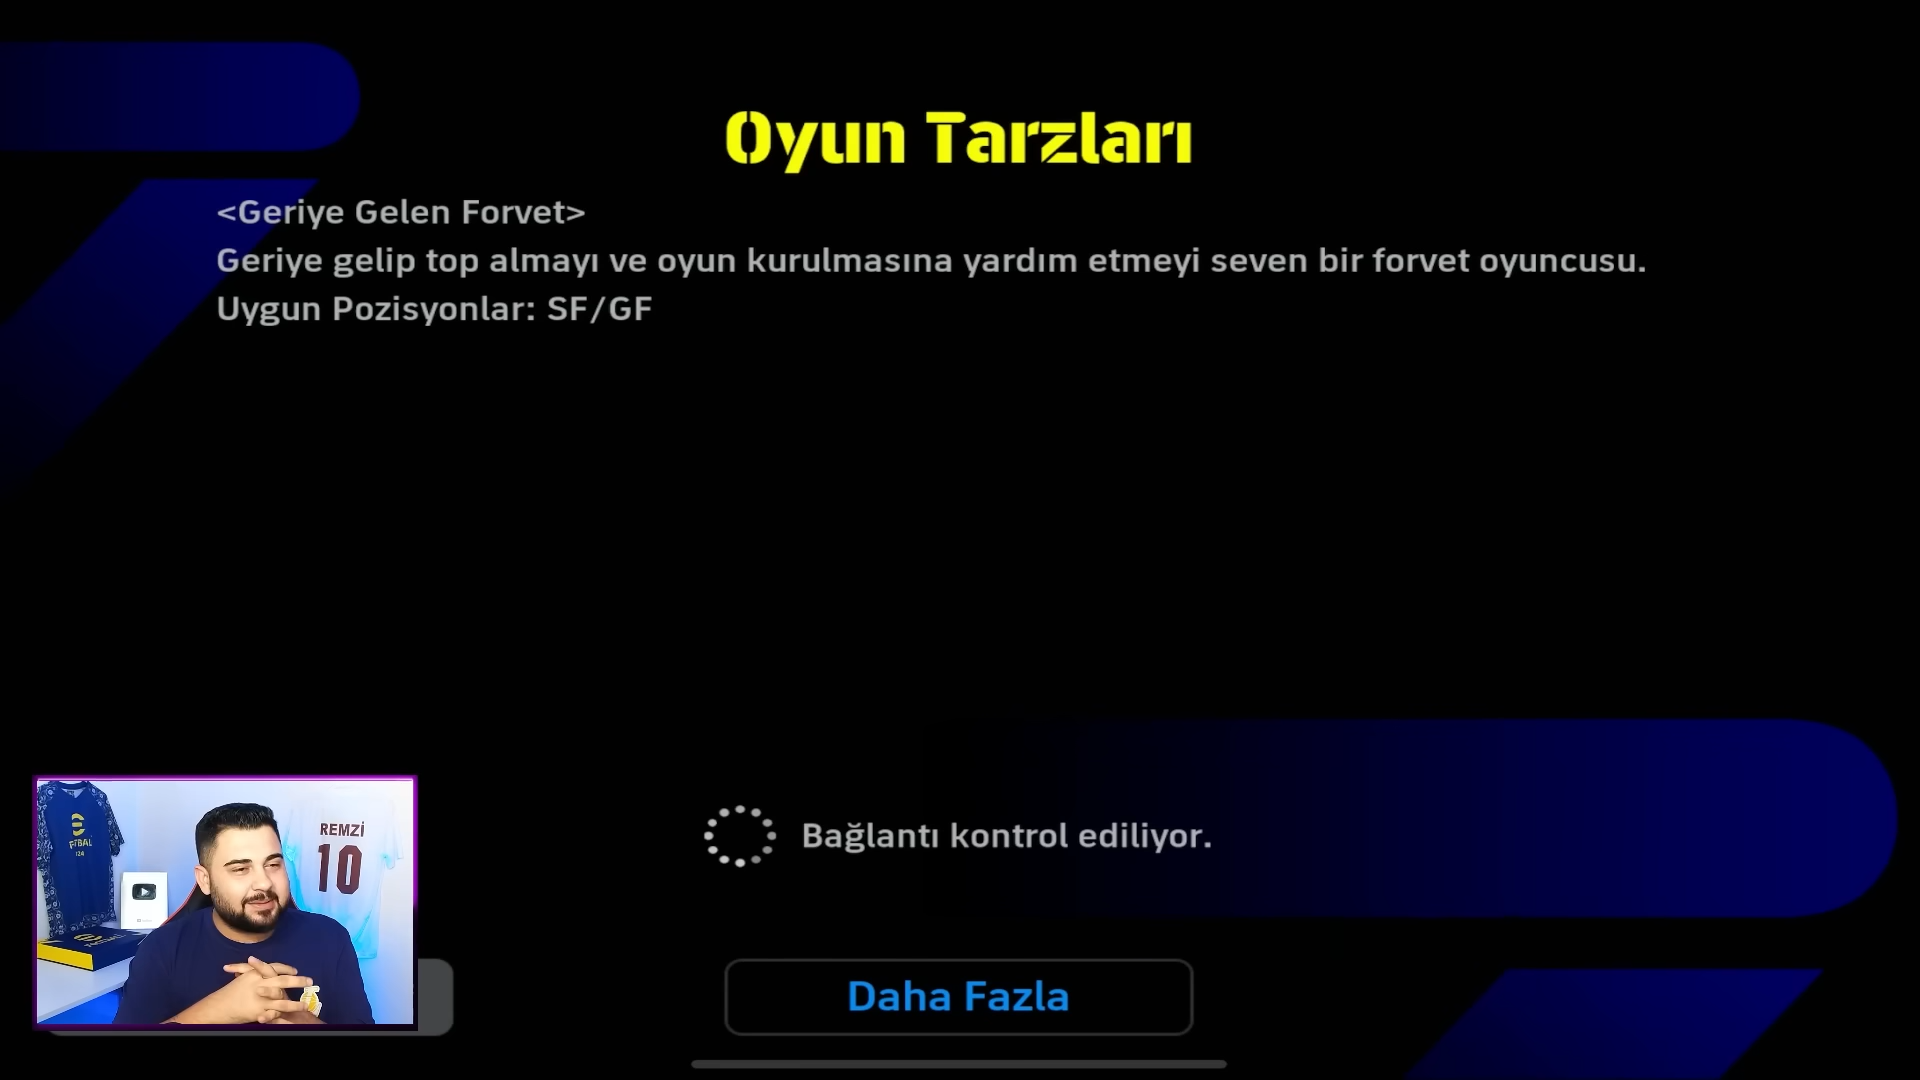 Oyun Tarzları
<Geriye Gelen Forvet>
Geriye gelip top almayı ve oyun kurulmasına yardım etmeyi seven bir forvet oyuncusu.
Uygun Pozisyonlar: SF/GF
Bağlantı kontrol ediliyor.
REMZİ
10
Daha Fazla